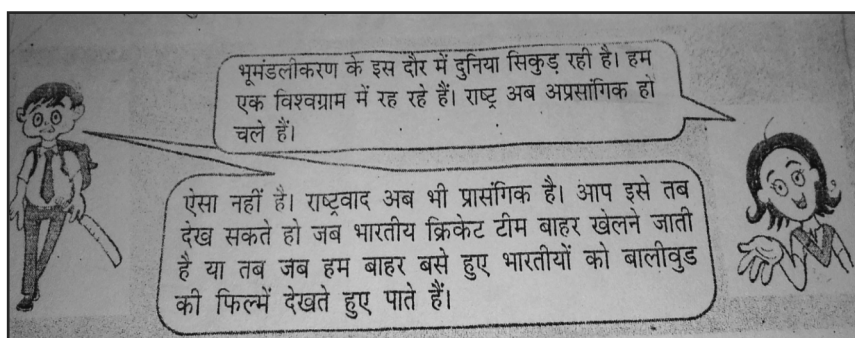 भूमंडलीकरण के इस दौर में दुनिया सिकुड़ रही है। हम
एक विश्वग्राम में रह रहे हैं। राष्ट्र अब अप्रसांगिक हो
चले हैं।
ऐसा नहीं है। राष्ट्रवाद अब भी प्रासंगिक है। आप इसे तब
देख सकते हो जब भारतीय क्रिकेट टीम बाहर खेलने जाती
है या तब जब हम बाहर बसे हुए भारतीयों को बालीवुड
की फिल्में देखते हुए पाते हैं।